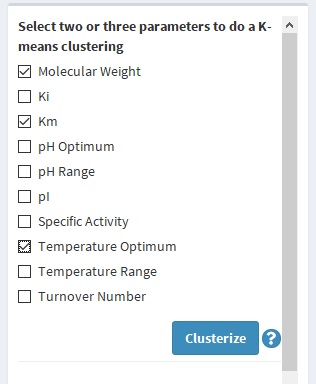 Select two or three parameters to do a K-
means clustering
Molecular Weight
Ki
Km
pH Optimum
pH Range
pI
Specific Activity
Temperature Optimum
Temperature Range
Turnover Number
Clusterize ?